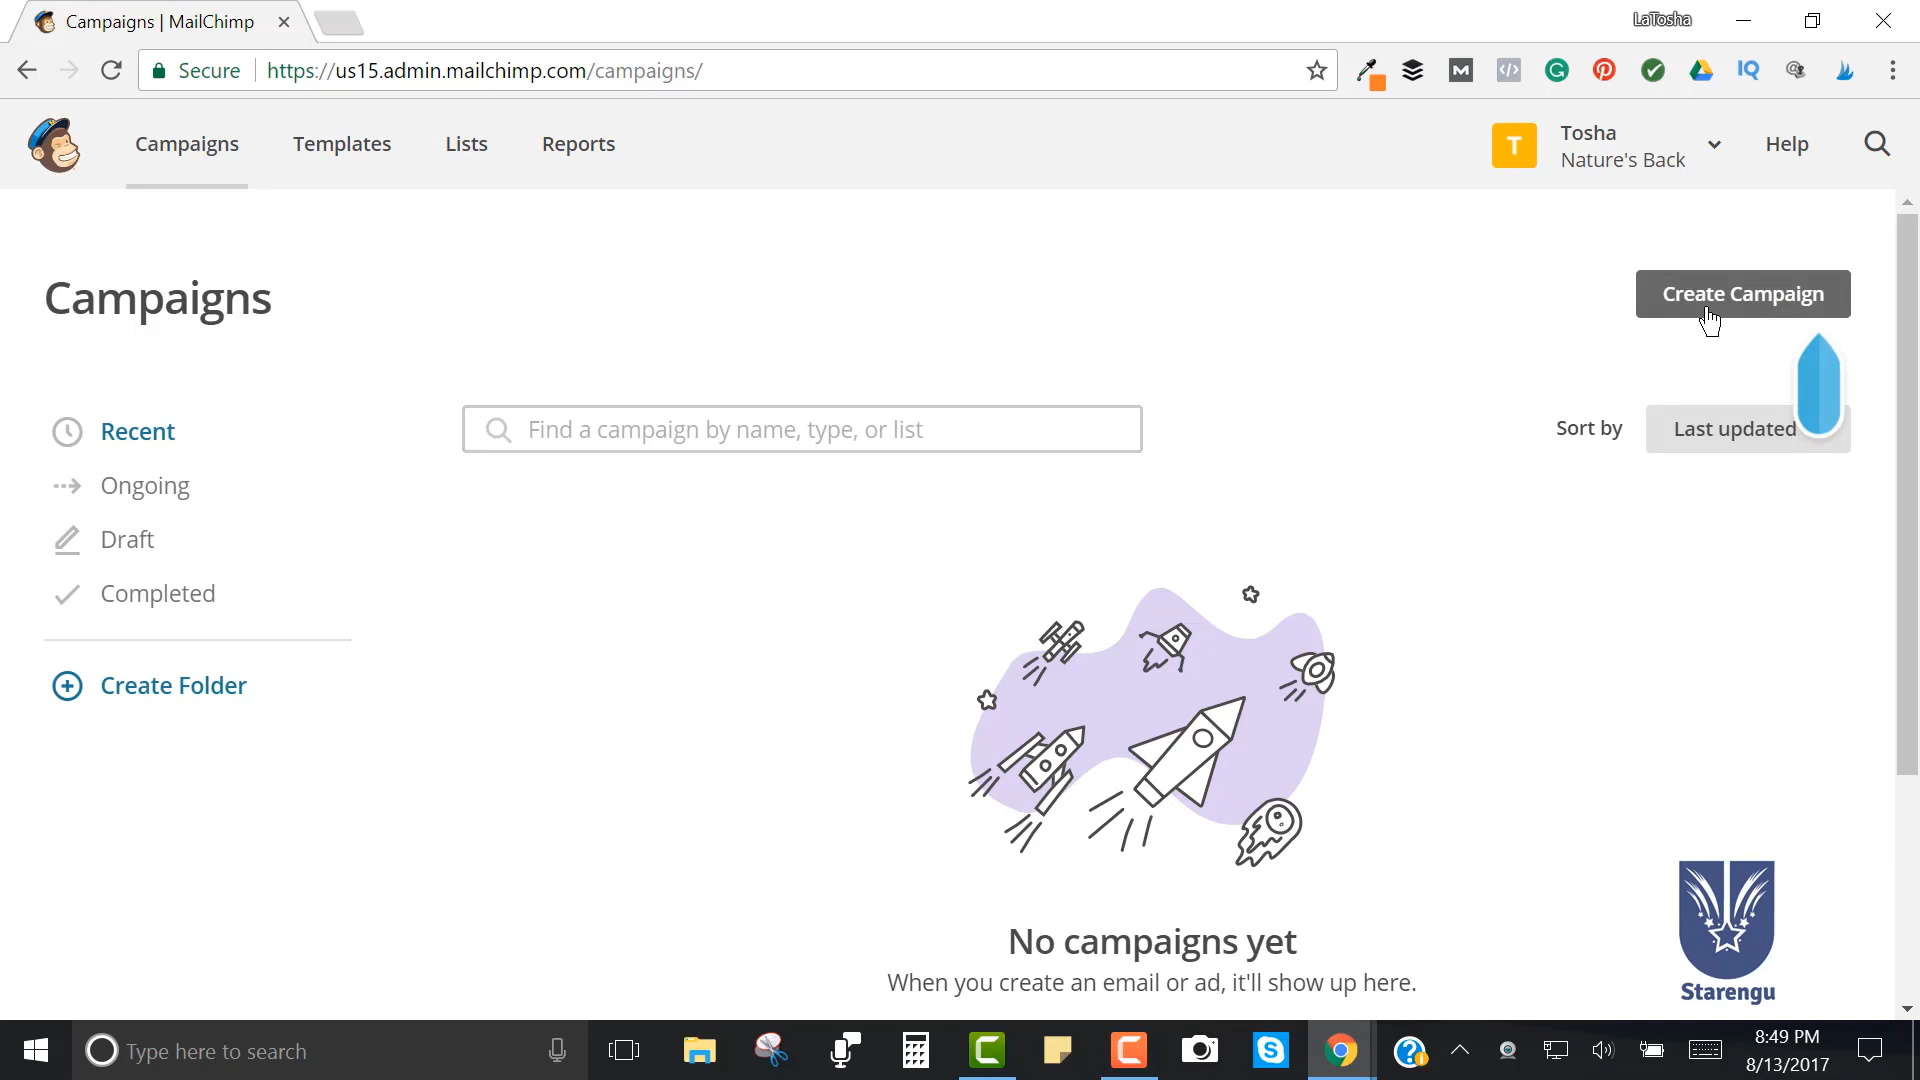 Campaigns | MailChimp
LaTosha
Secure
https://us15.admin.mailchimp.com/campaigns/
Campaigns
Templates
Lists
Reports
T
Tosha
Nature's Back
Help
Campaigns
Create Campaign
Recent
Find a campaign by name, type, or list
Sort by
Last updated
Ongoing
Draft
Completed
Create Folder
No campaigns yet
When you create an email or ad, it'll show up here.
Starengu
Type here to search
8:49 PM
8/13/2017